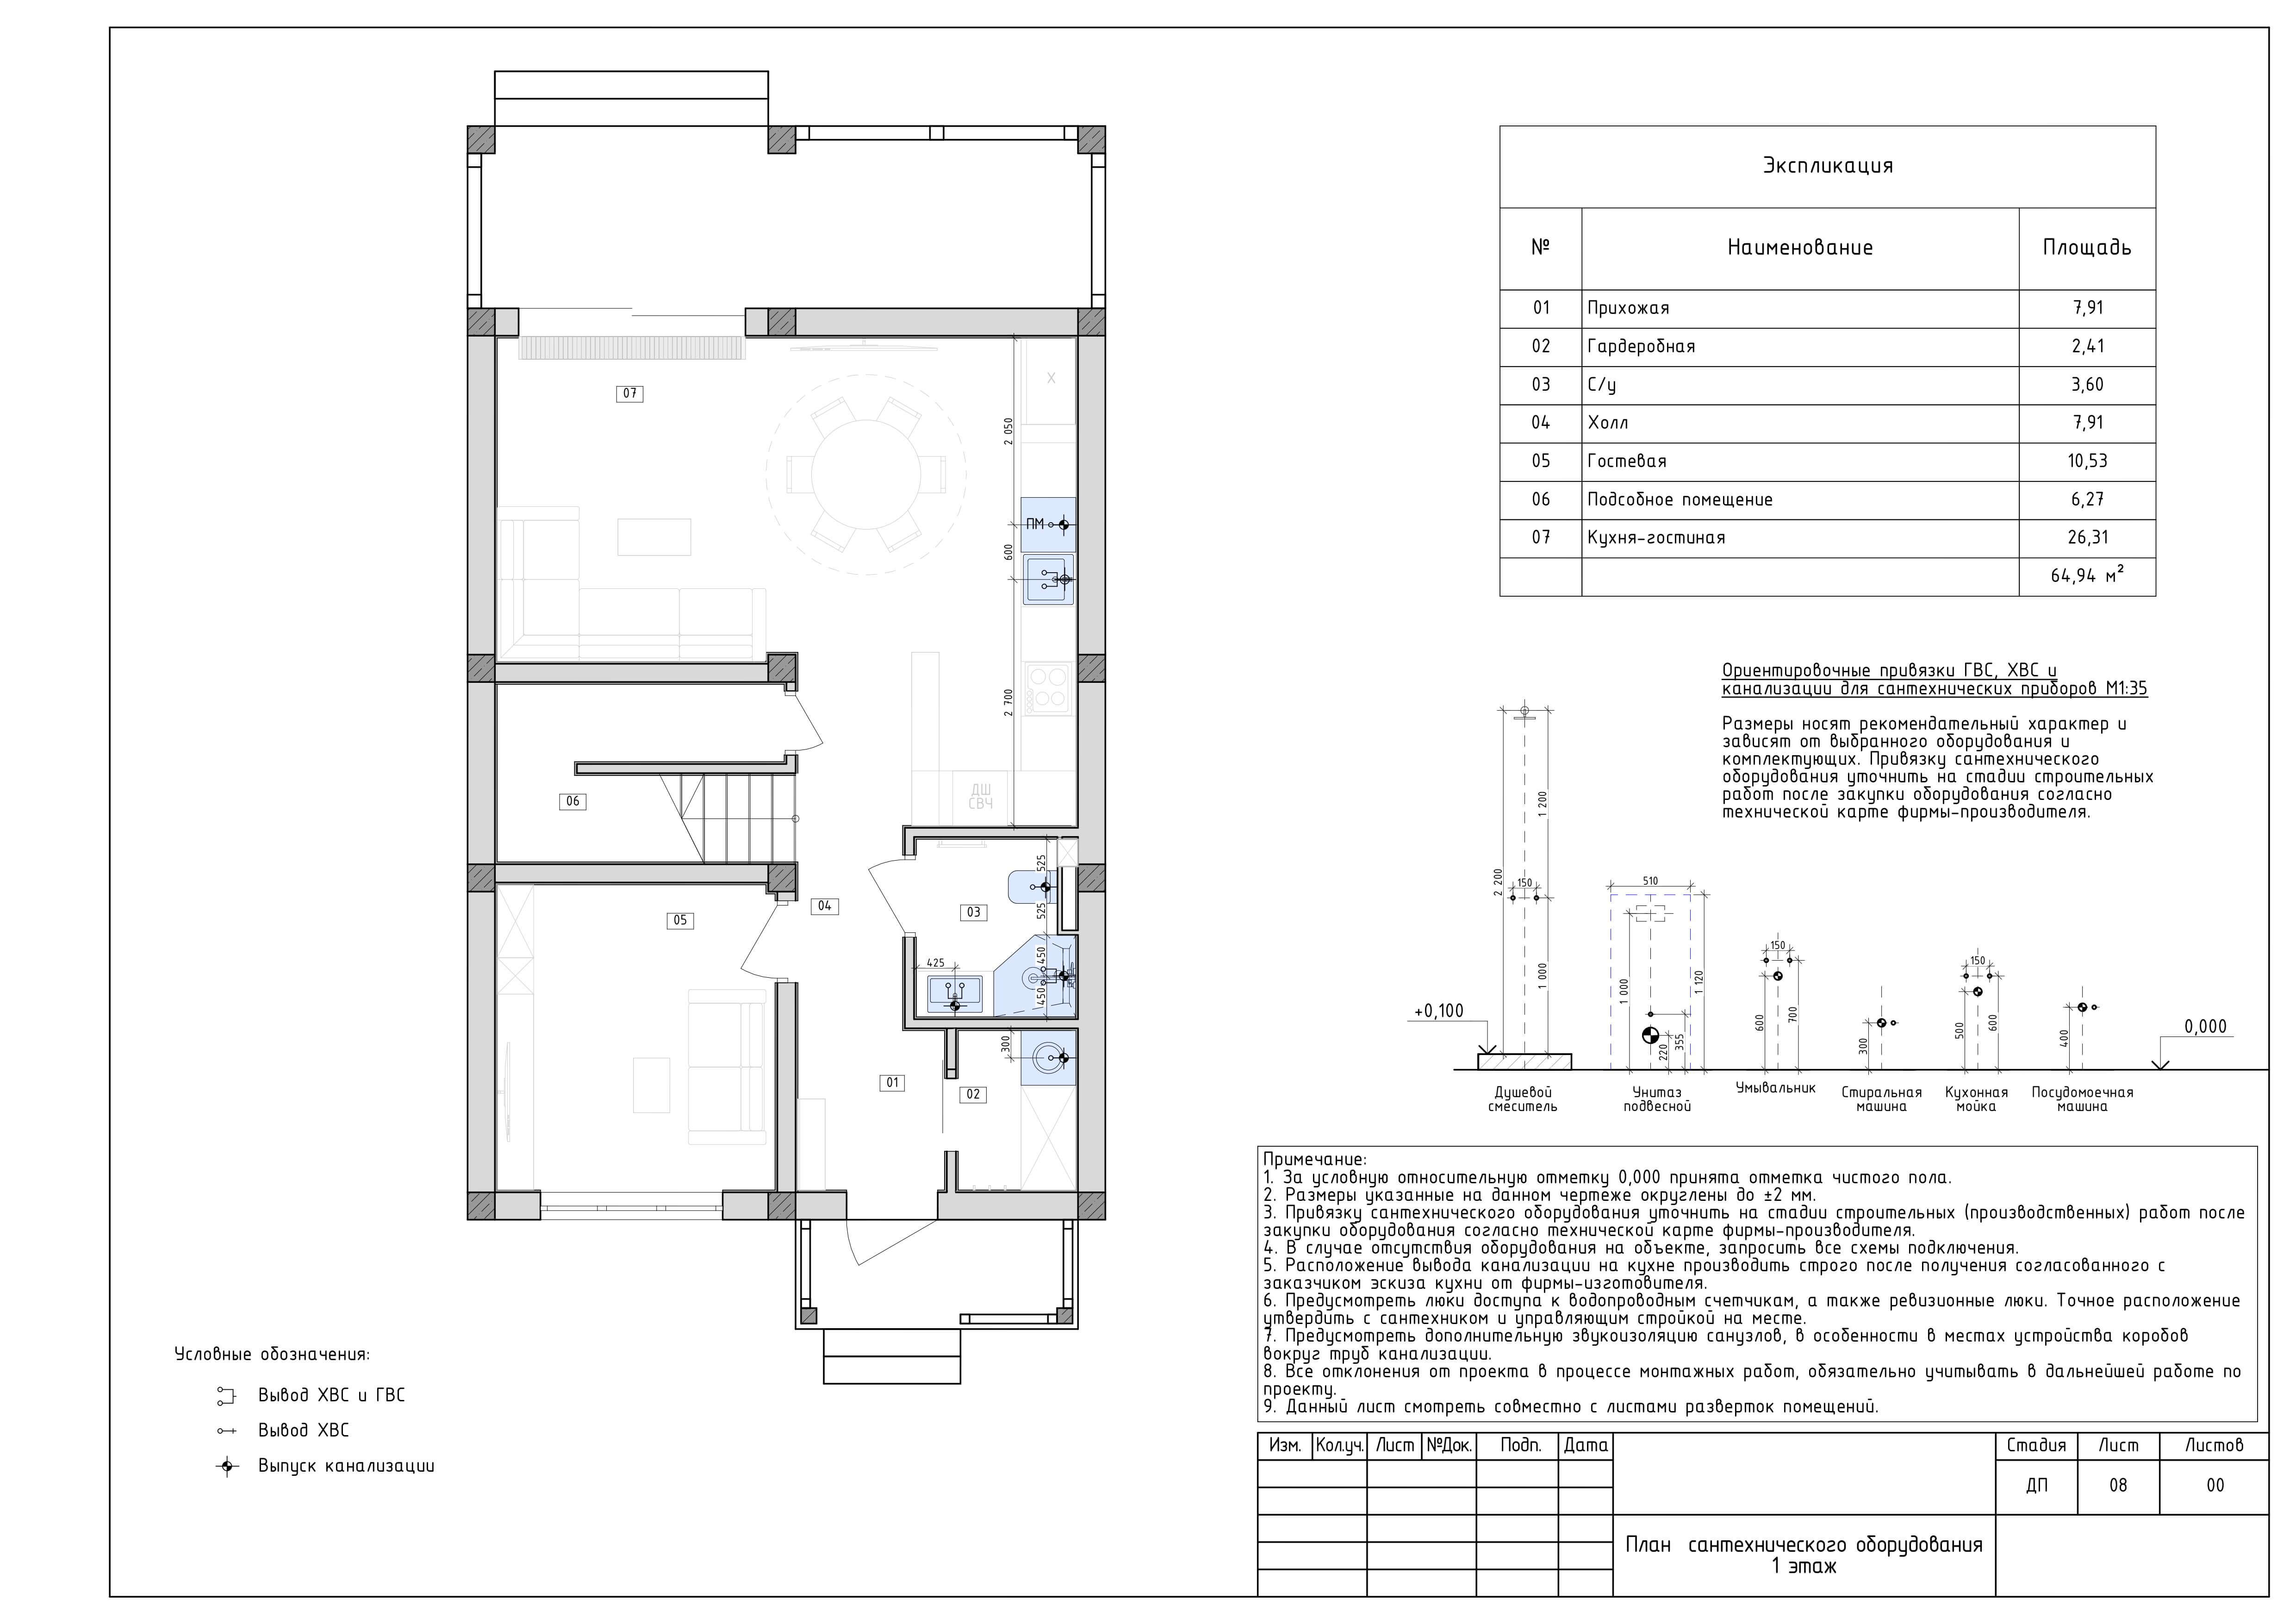 Экспликация
№ Наименование Площадь
01 Прихожая 7,91
02 Гардеробная 2,41
03 С/у 3,60
04 Холл 7,91
05 Гостевая 10,53
06 Подсобное помещение 6,27
07 Кухня-гостиная 26,31
64,94 м²
07
Х
2 050
ПМ
600
2 700
ДШ
СВЧ
06
05
04
03
525
525
425
450
450
300
01
02
Ориентировочные привязки ГВС, ХВС и
канализации для сантехнических приборов М1:35
Размеры носят рекомендательный характер и
зависят от выбранного оборудования и
комплектующих. Привязку сантехнического
оборудования уточнить на стадии строительных
работ после закупки оборудования согласно
технической карте фирмы-производителя.
+0,100
2 200
1 200
150
1 000
510
1 000
220
355
1 120
150
600
700
300
150
500
600
400
0,000
Душевой
смеситель
Унитаз
подвесной
Умывальник
Стиральная
машина
Кухонная
мойка
Посудомоечная
машина
Примечание:
1. За условную относительную отметку 0,000 принята отметка чистого пола.
2. Размеры указанные на данном чертеже округлены до ±2 мм.
3. Привязку сантехнического оборудования уточнить на стадии строительных (производственных) работ после
закупки оборудования согласно технической карте фирмы-производителя.
4. В случае отсутствия оборудования на объекте, запросить все схемы подключения.
5. Расположение вывода канализации на кухне производить строго после получения согласованного с
заказчиком эскиза кухни от фирмы-изготовителя.
6. Предусмотреть люки доступа к водопроводным счетчикам, а также ревизионные люки. Точное расположение
утвердить с сантехником и управляющим стройкой на месте.
7. Предусмотреть дополнительную звукоизоляцию санузлов, в особенности в местах устройства коробов
вокруг труб канализации.
8. Все отклонения от проекта в процессе монтажных работ, обязательно учитывать в дальнейшей работе по
проекту.
9. Данный лист смотреть совместно с листами разверток помещений.
Условные обозначения:
Вывод ХВС и ГВС
Вывод ХВС
Выпуск канализации
Изм. Кол.уч. Лист №Док. Подп. Дата
Стадия Лист Листов
ДП 08 00
План сантехнического оборудования
1 этаж